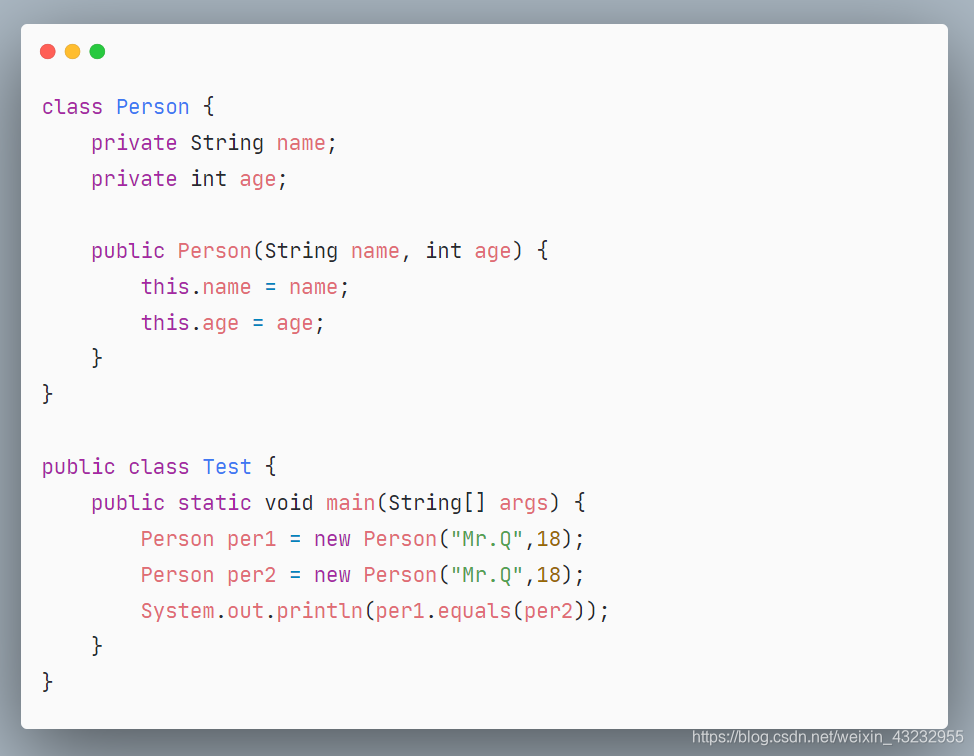 class Person {
    private String name;
    private int age;

    public Person(String name, int age) {
        this.name = name;
        this.age = age;
    }
}

public class Test {
    public static void main(String[] args) {
        Person per1 = new Person("Mr.Q",18);
        Person per2 = new Person("Mr.Q",18);
        System.out.println(per1.equals(per2));
    }
}
https://blog.csdn.net/weixin_43232955